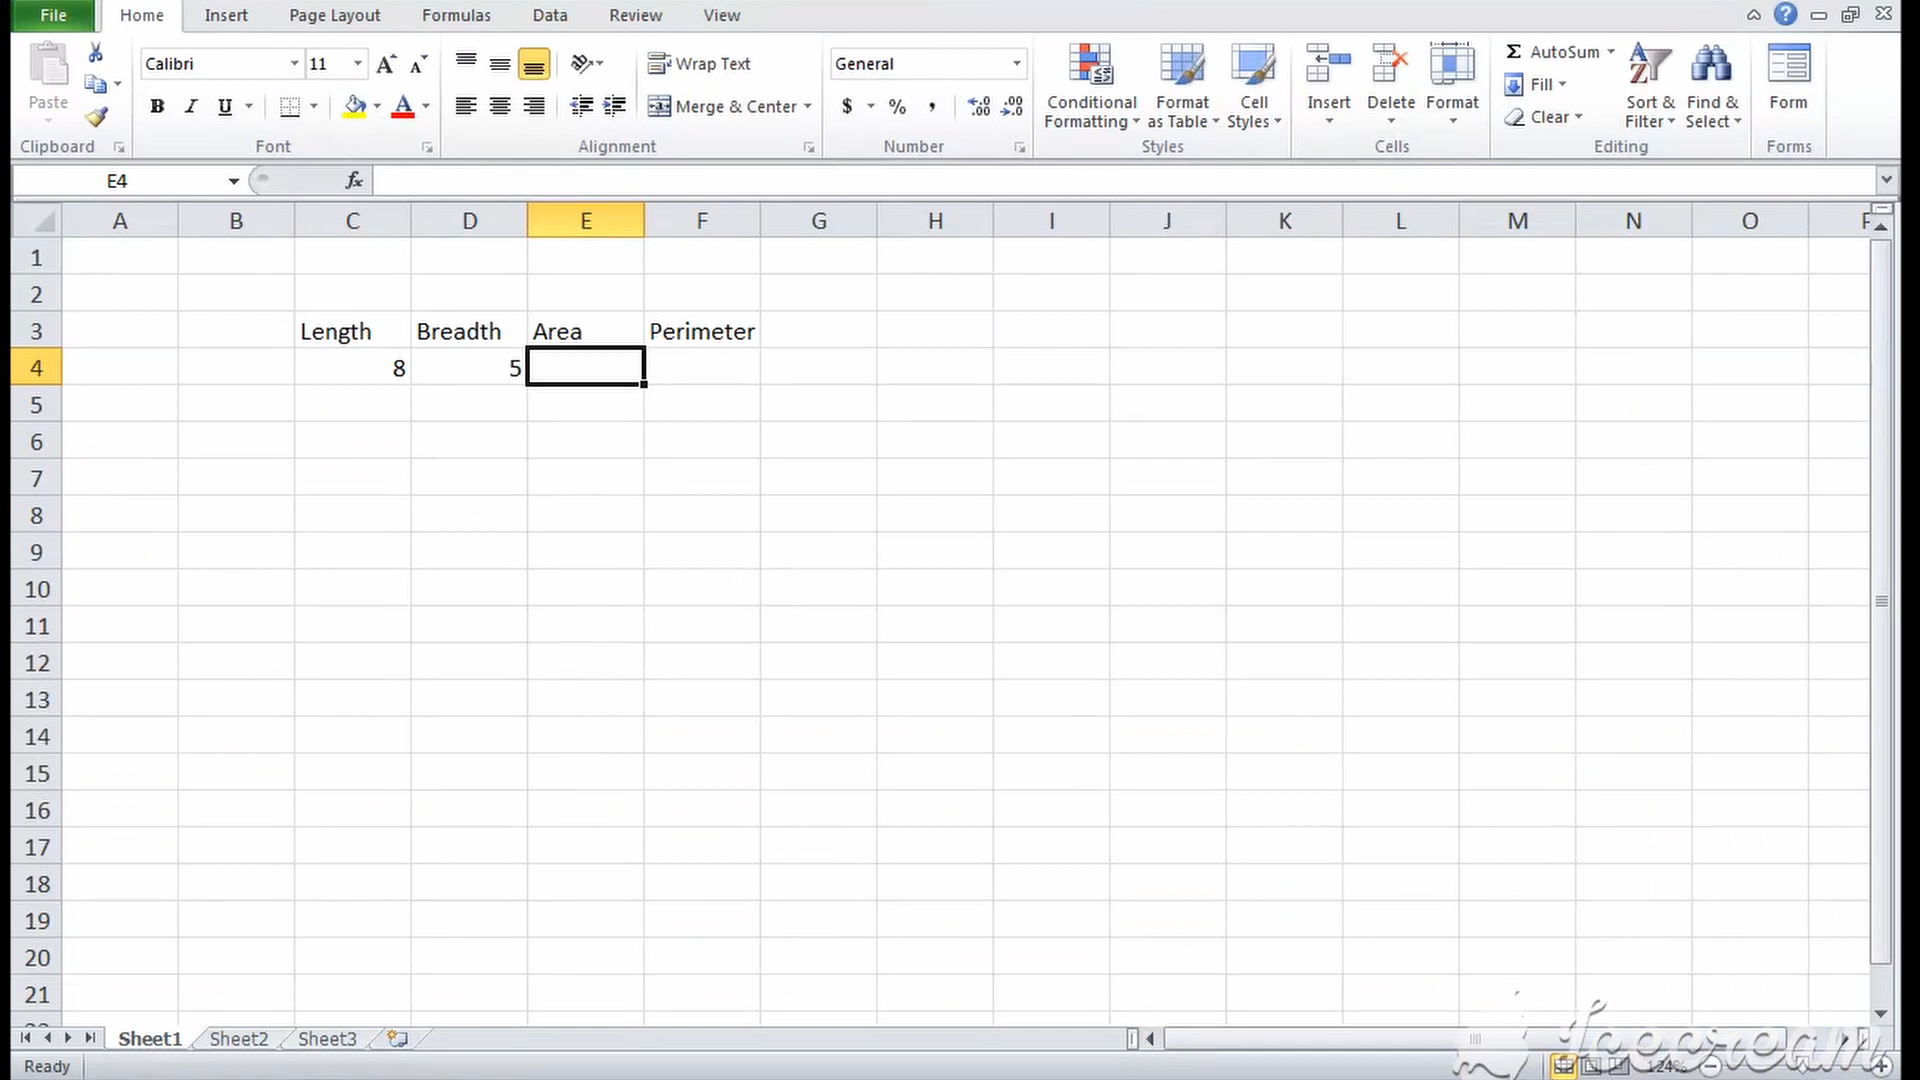 File Home Insert Page Layout Formulas Data Review View
Calibri 11 Wrap Text General Σ AutoSum
Fill
Paste B I U A Merge & Center $ % , Conditional Formatting Format as Table Cell Styles Insert Delete Format Clear Sort & Filter Find & Select Form
Clipboard Font Alignment Number Styles Cells Editing Forms
E4 fx
A B C D E F G H I J K L M N O
1
2
3 Length Breadth Area Perimeter
4 8 5
5
6
7
8
9
10
11
12
13
14
15
16
17
18
19
20
21
Sheet1 Sheet2 Sheet3
Ready 124% Icecream